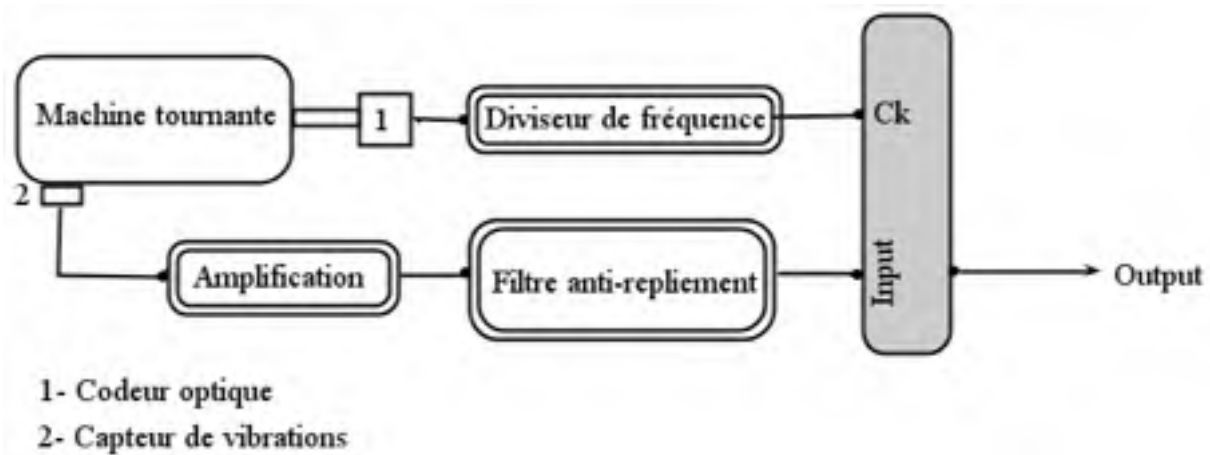 Machine tournante
1
Diviseur de fréquence
Ck
2
Amplification
Filtre anti-repliement
Input
Output
1- Codeur optique
2- Capteur de vibrations